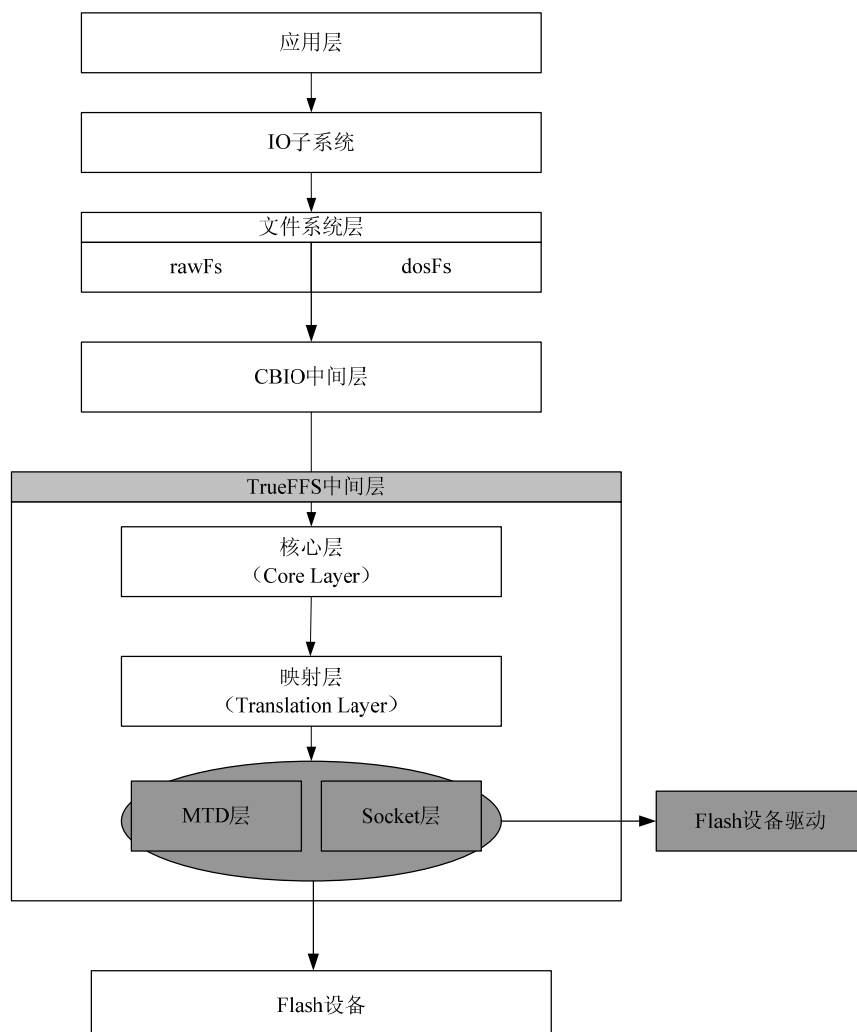 应用层
IO子系统
文件系统层
rawFs
dosFs
CBIO中间层
TrueFFS中间层
核心层
（Core Layer）
映射层
（Translation Layer）
MTD层
Socket层
Flash设备驱动
Flash设备